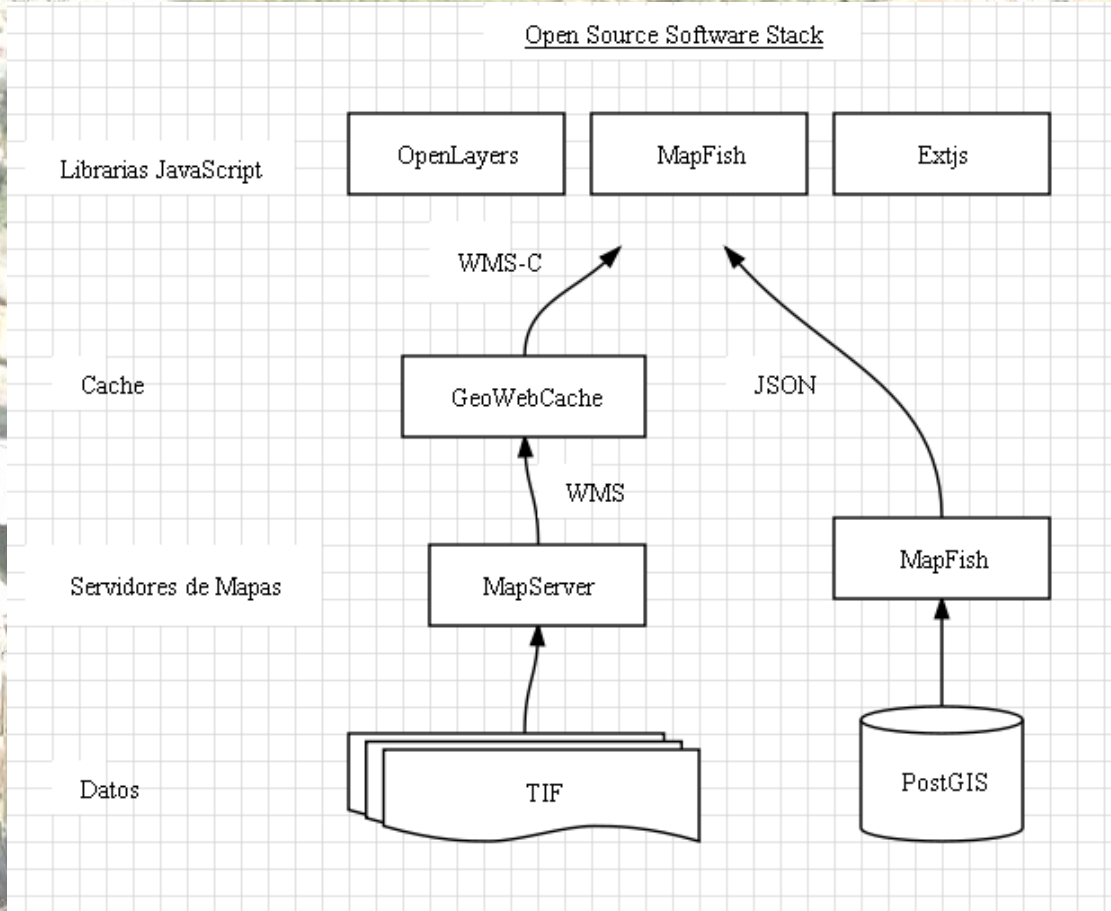 Open Source Software Stack
Librarias JavaScript
OpenLayers
MapFish
Extjs
WMS-C
Cache
GeoWebCache
JSON
WMS
Servidores de Mapas
MapServer
MapFish
Datos
TIF
PostGIS